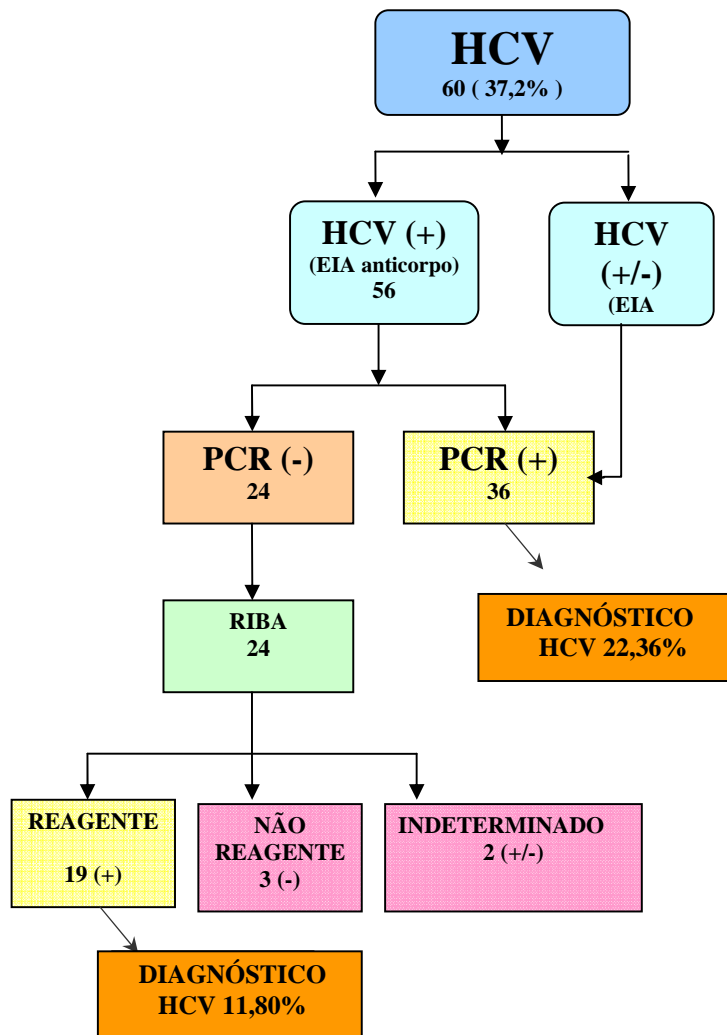 HCV
60 ( 37,2% )
HCV (+)
(EIA anticorpo)
56
HCV
(+/-)
(EIA
PCR (-)
24
PCR (+)
36
RIBA
24
DIAGNÓSTICO
HCV 22,36%
REAGENTE
19 (+)
NÃO
REAGENTE
3 (-)
INDETERMINADO
2 (+/-)
DIAGNÓSTICO
HCV 11,80%